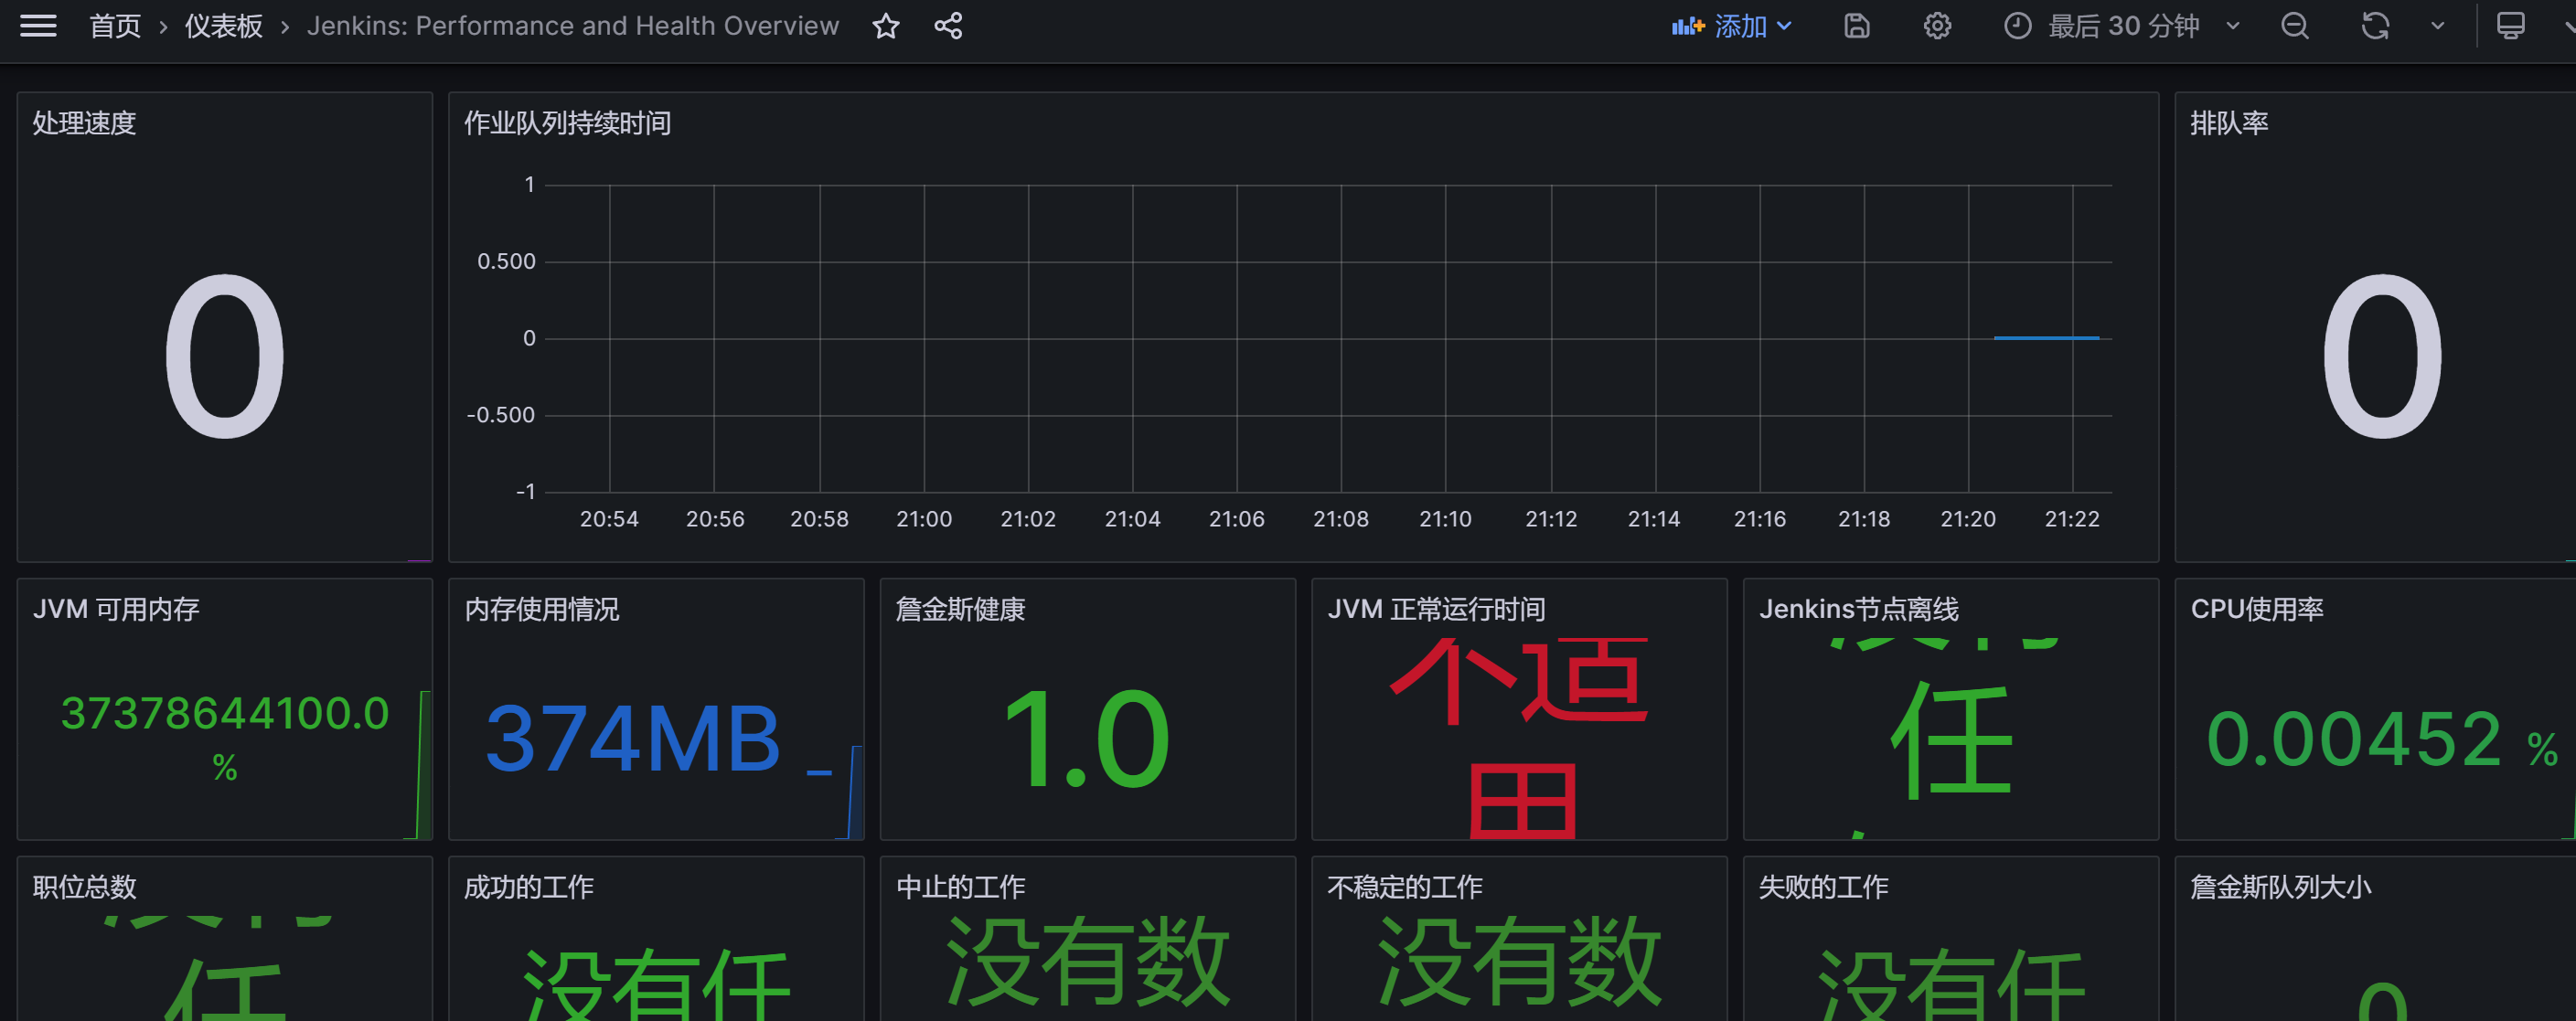 首页 › 仪表板 › Jenkins: Performance and Health Overview
添加
最后 30 分钟
处理速度
0
作业队列持续时间
1
0.500
0
-0.500
-1
20:54 20:56 20:58 21:00 21:02 21:04 21:06 21:08 21:10 21:12 21:14 21:16 21:18 21:20 21:22
排队率
0
JVM 可用内存
37378644100.0
%
内存使用情况
374MB
詹金斯健康
1.0
JVM 正常运行时间
不适
用
Jenkins节点离线
没有
任
CPU使用率
0.00452 %
职位总数
没有
任
成功的工作
没有任
中止的工作
没有数
不稳定的工作
没有数
失败的工作
没有任
詹金斯队列大小
0